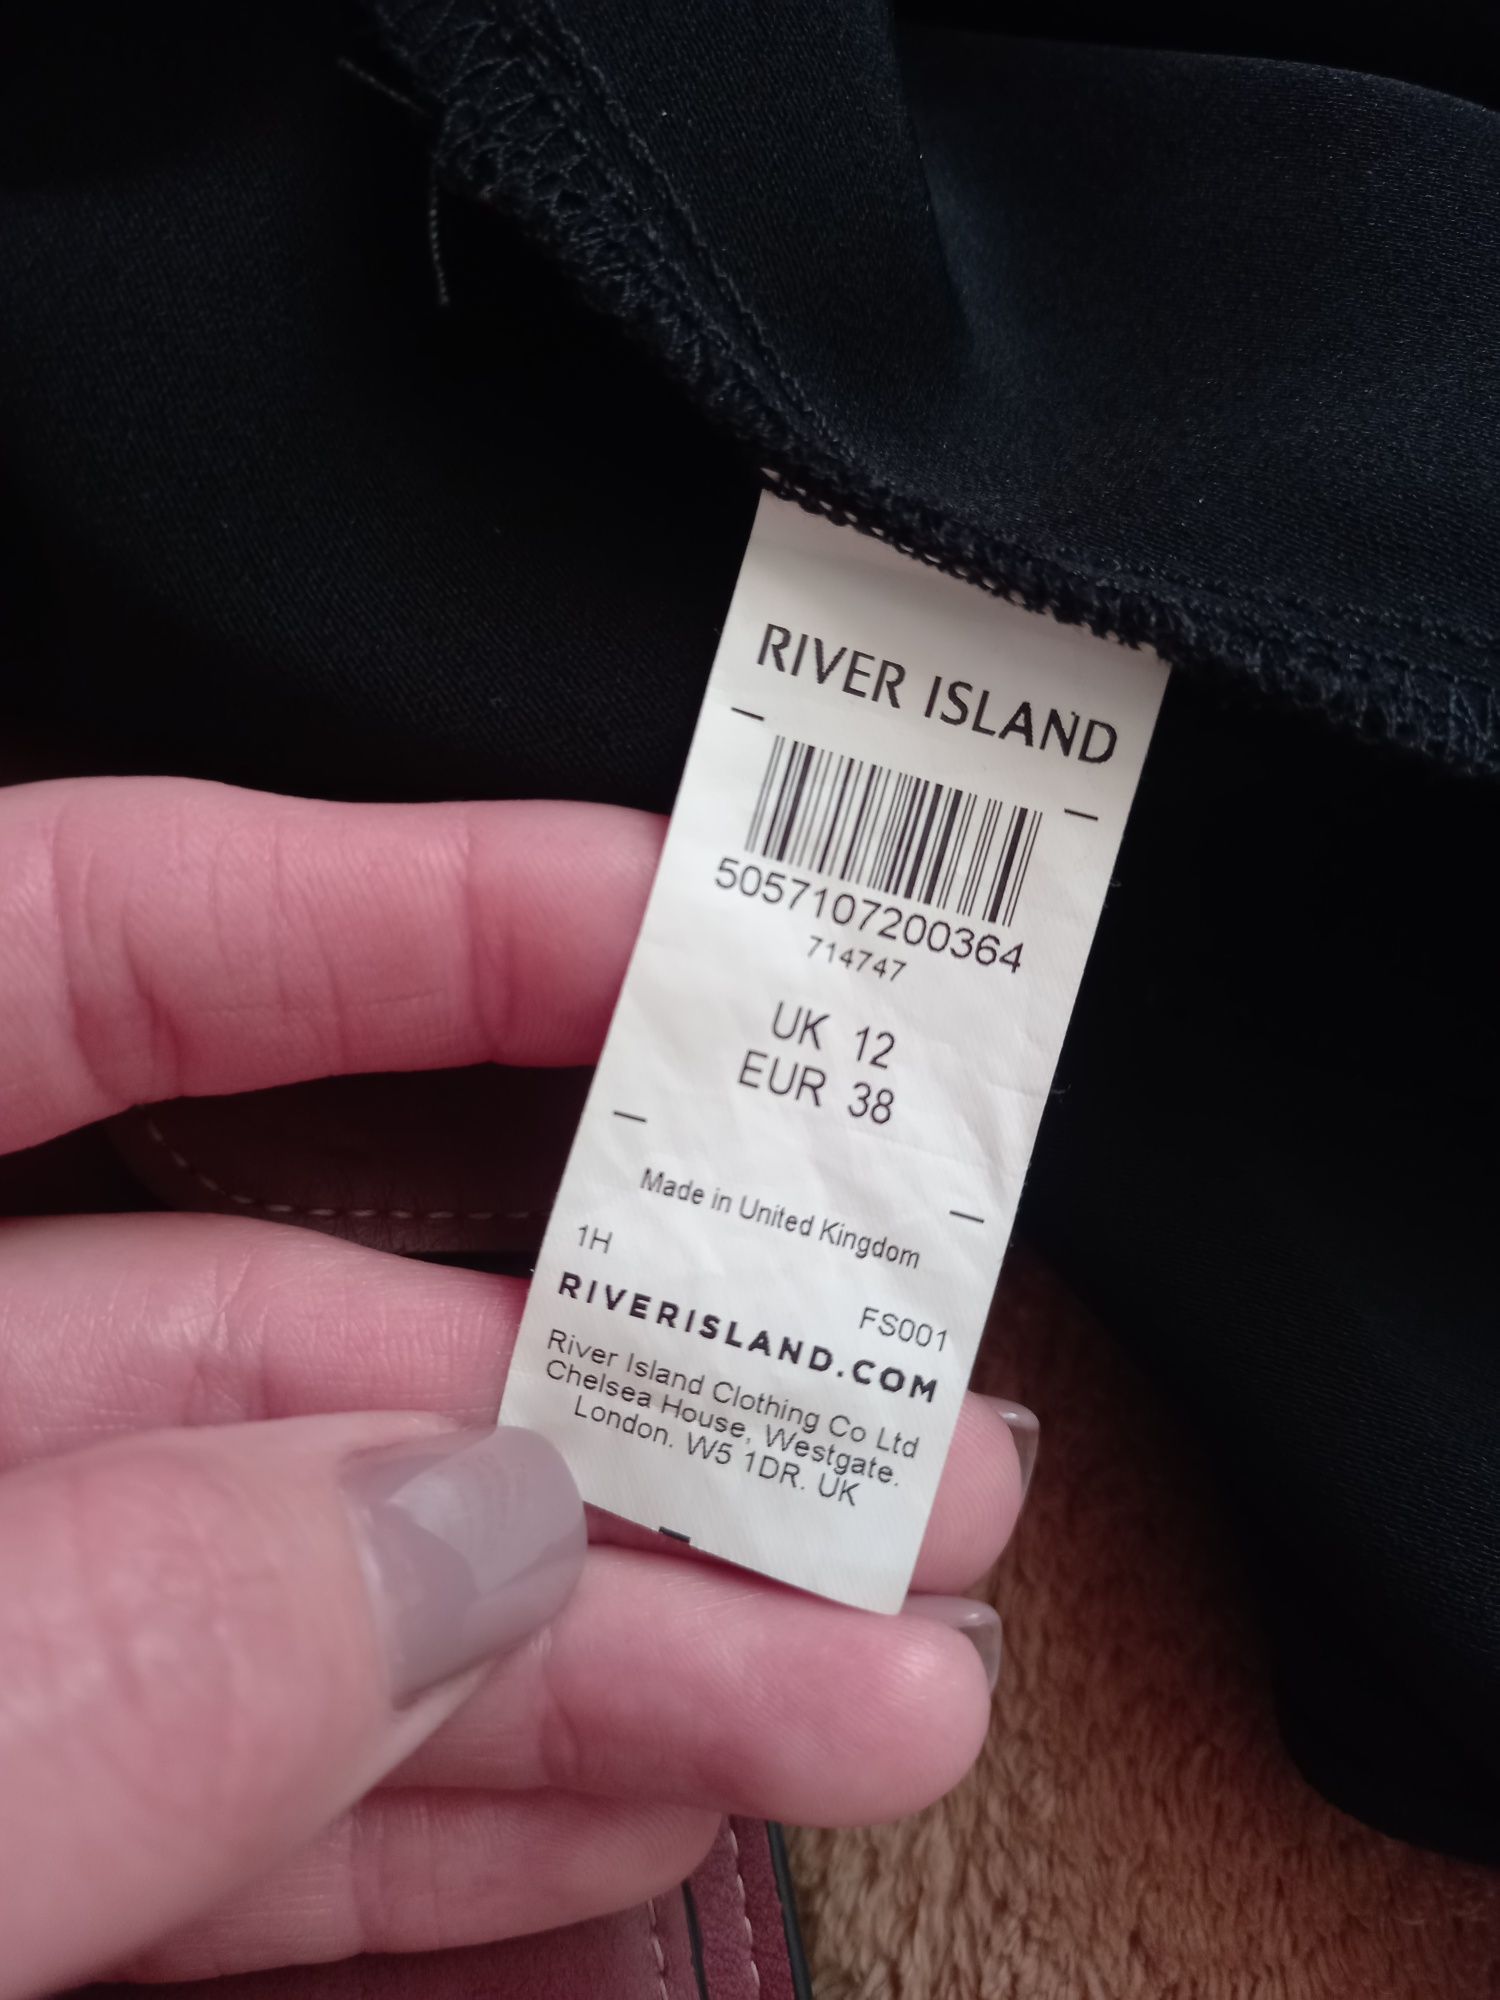 RIVER ISLAND
5057107200364
714747
UK 12
EUR 38
Made in United Kingdom
1H
FS001
RIVERISLAND.COM
River Island Clothing Co Ltd
Chelsea House, Westgate.
London. W5 1DR. UK